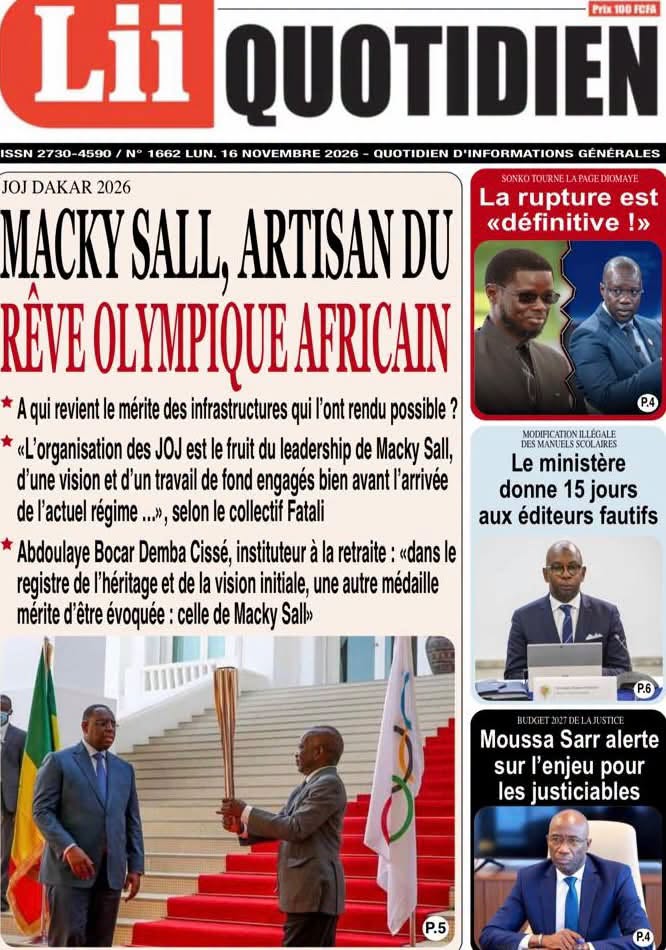 Prix 100 FCFA
Lii QUOTIDIEN
ISSN 2730-4590 / N° 1662 LUN. 16 NOVEMBRE 2026 – QUOTIDIEN D'INFORMATIONS GÉNÉRALES
JOJ DAKAR 2026
MACKY SALL, ARTISAN DU
RÊVE OLYMPIQUE AFRICAIN
* A qui revient le mérite des infrastructures qui l'ont rendu possible ?
* «L'organisation des JOJ est le fruit du leadership de Macky Sall,
d'une vision et d'un travail de fond engagés bien avant l'arrivée
de l'actuel régime ...», selon le collectif Fatali
* Abdoulaye Bocar Demba Cissé, instituteur à la retraite : «dans le
registre de l'héritage et de la vision initiale, une autre médaille
mérite d'être évoquée : celle de Macky Sall»
P.5
SONKO TOURNE LA PAGE DIOMAYE
La rupture est
«définitive !»
P.4
MODIFICATION ILLÉGALE
DES MANUELS SCOLAIRES
Le ministère
donne 15 jours
aux éditeurs fautifs
P.6
BUDGET 2027 DE LA JUSTICE
Moussa Sarr alerte
sur l'enjeu pour
les justiciables
P.4